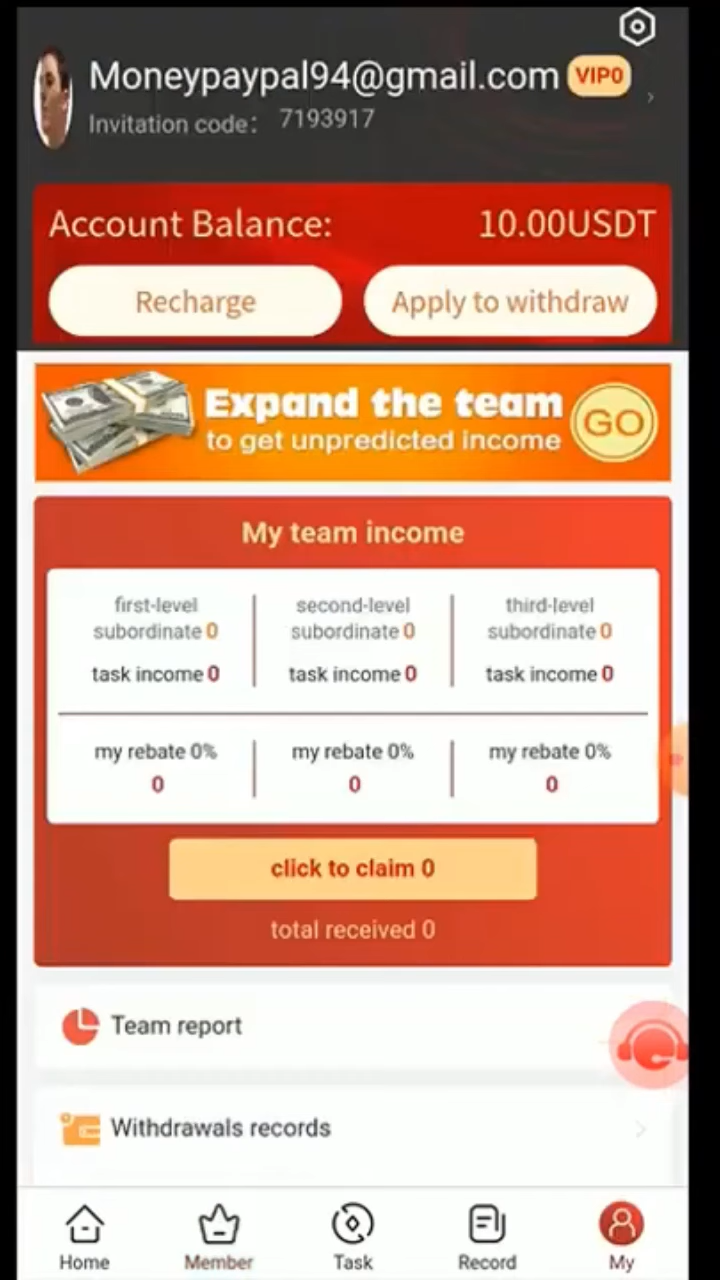 Moneypaypal94@gmail.com VIP0
Invitation code: 7193917
Account Balance: 10.00USDT
Recharge Apply to withdraw
Expand the team
to get unpredicted income GO
My team income
first-level second-level third-level
subordinate 0 subordinate 0 subordinate 0
task income 0 task income 0 task income 0
my rebate 0% my rebate 0% my rebate 0%
0 0 0
click to claim 0
total received 0
Team report
Withdrawals records
Home Member Task Record My